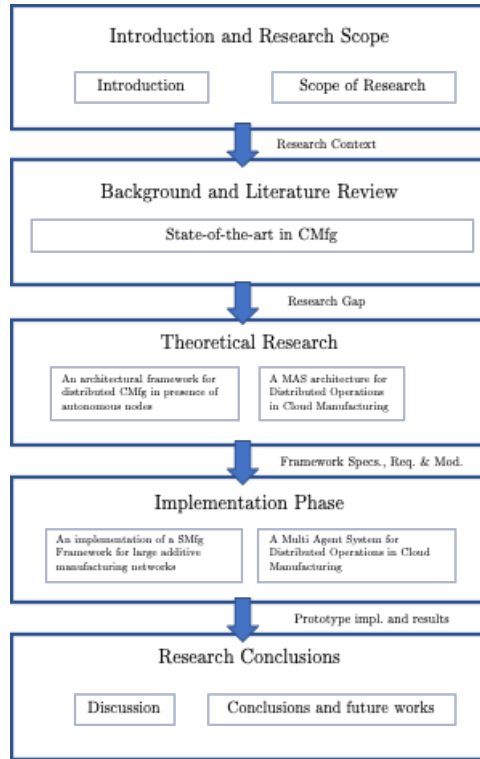 Introduction and Research Scope
Introduction
Scope of Research
Research Context
Background and Literature Review
State-of-the-art in CMfg
Research Gap
Theoretical Research
An architectural framework for
distributed CMfg in presence of
autonomous nodes
A MAS architecture for
Distributed Operations
in Cloud Manufacturing
Framework Specs., Req. & Mod.
Implementation Phase
An implementation of a SMfg
Framework for large additive
manufacturing networks
A Multi Agent System for
Distributed Operations in Cloud
Manufacturing
Prototype impl. and results
Research Conclusions
Discussion
Conclusions and future works